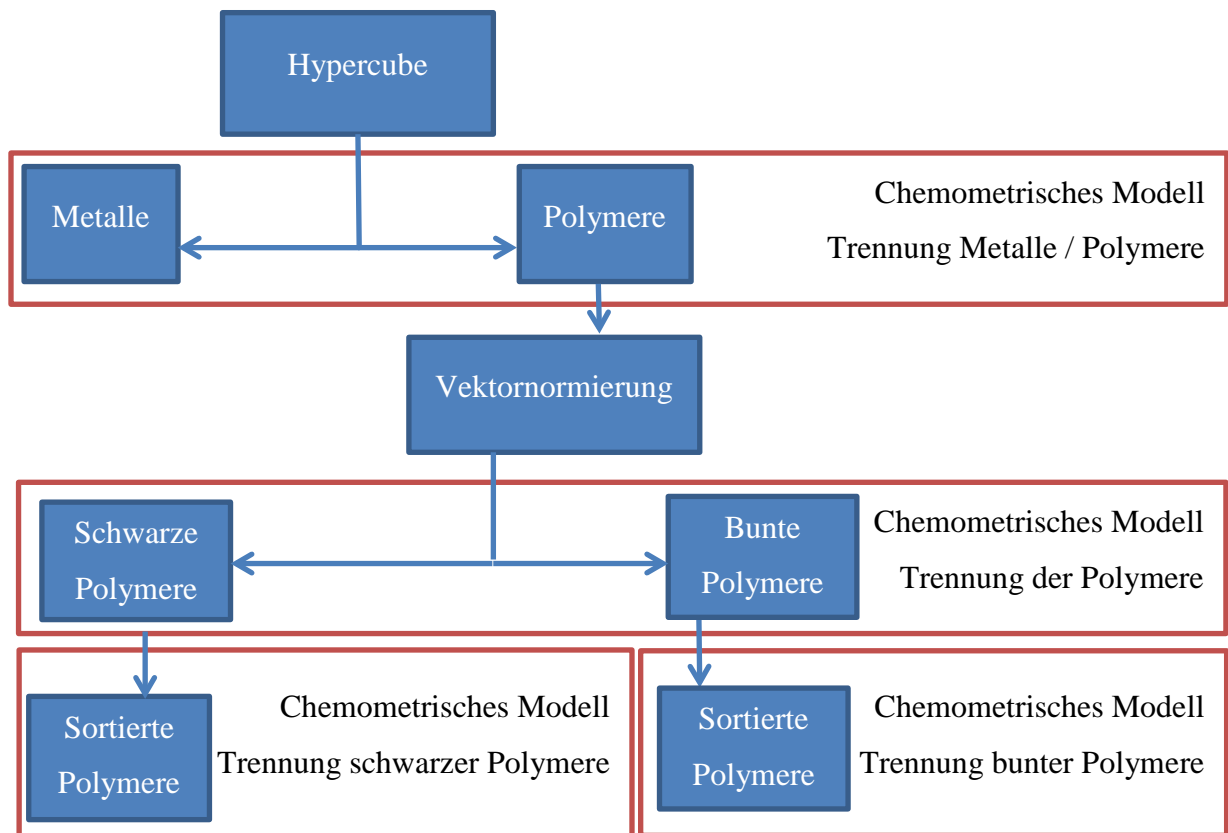 Hypercube
Metalle
Polymere
Chemometrisches Modell
Trennung Metalle / Polymere
Vektornormierung
Schwarze
Polymere
Bunte
Polymere
Chemometrisches Modell
Trennung der Polymere
Sortierte
Polymere
Chemometrisches Modell
Trennung schwarzer Polymere
Sortierte
Polymere
Chemometrisches Modell
Trennung bunter Polymere